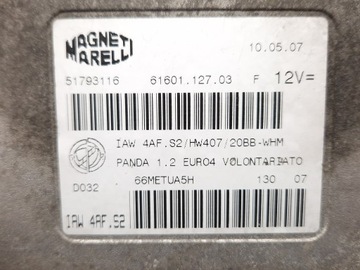 MAGNETI
MARELLI
10.05.07
51793116 61601.127.03 F 12V=
IAW 4AF.S2/HW407/20BB-WHM
PANDA 1.2 EURO4 VOLONTARIATO
D032 66METUA5H 130 07
IAW 4AF.S2